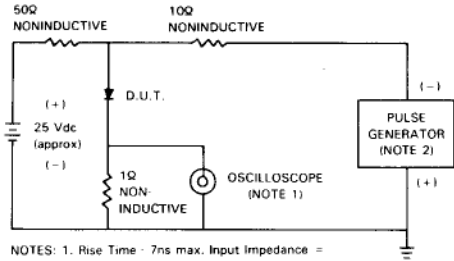 50Ω
NONINDUCTIVE
10Ω
NONINDUCTIVE
(+)
25 Vdc
(approx)
(−)
D.U.T.
1Ω
NON-
INDUCTIVE
OSCILLOSCOPE
(NOTE 1)
(−)
PULSE
GENERATOR
(NOTE 2)
(+)
NOTES: 1. Rise Time - 7ns max. Input Impedance =